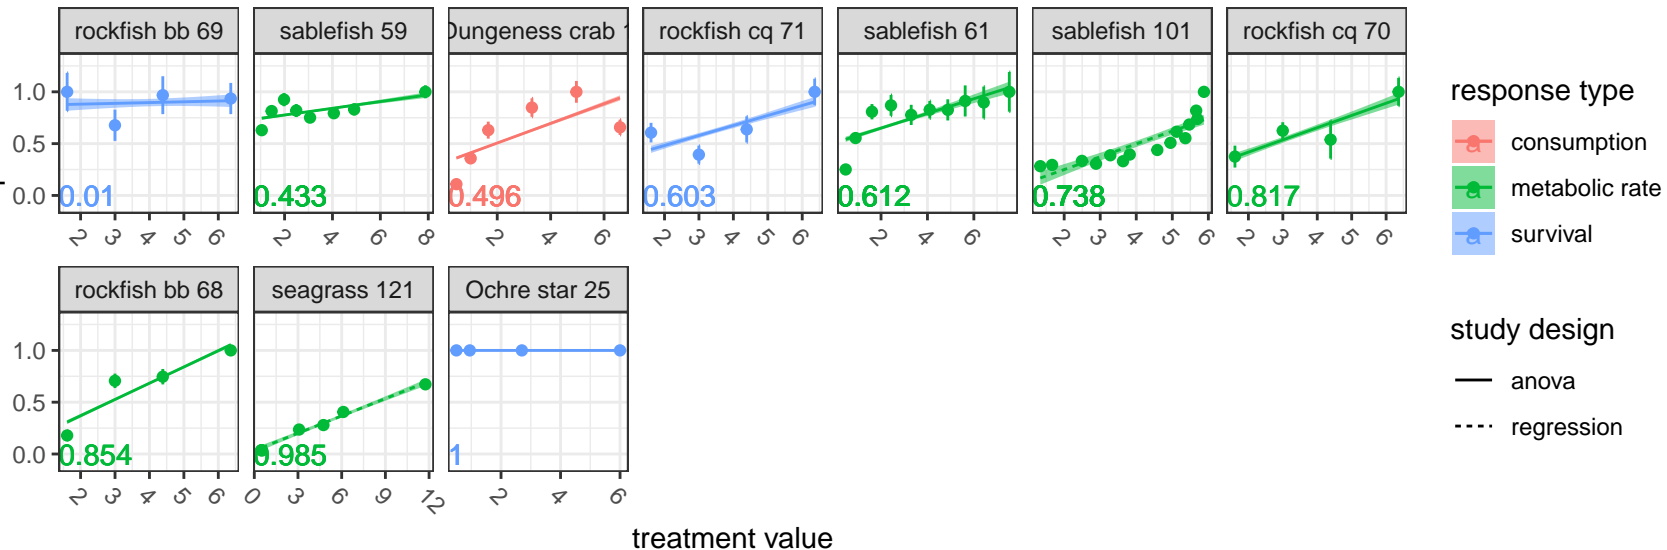 rockfish bb 69 sablefish 59 Dungeness crab rockfish cq 71 sablefish 61 sablefish 101 rockfish cq 70
1.0
0.5
0.0
0.01 0.433 0.496 0.603 0.612 0.738 0.817
2 3 4 5 6 2 4 6 8 2 4 6 2 3 4 5 6 2 4 6 1 2 3 4 5 6 2 3 4 5 6
rockfish bb 68 seagrass 121 Ochre star 25
1.0
0.5
0.0
0.854 0.985 1
2 3 4 5 6 0 3 6 9 12 2 4 6
treatment value
response type
a consumption
a metabolic rate
a survival
study design
anova
regression